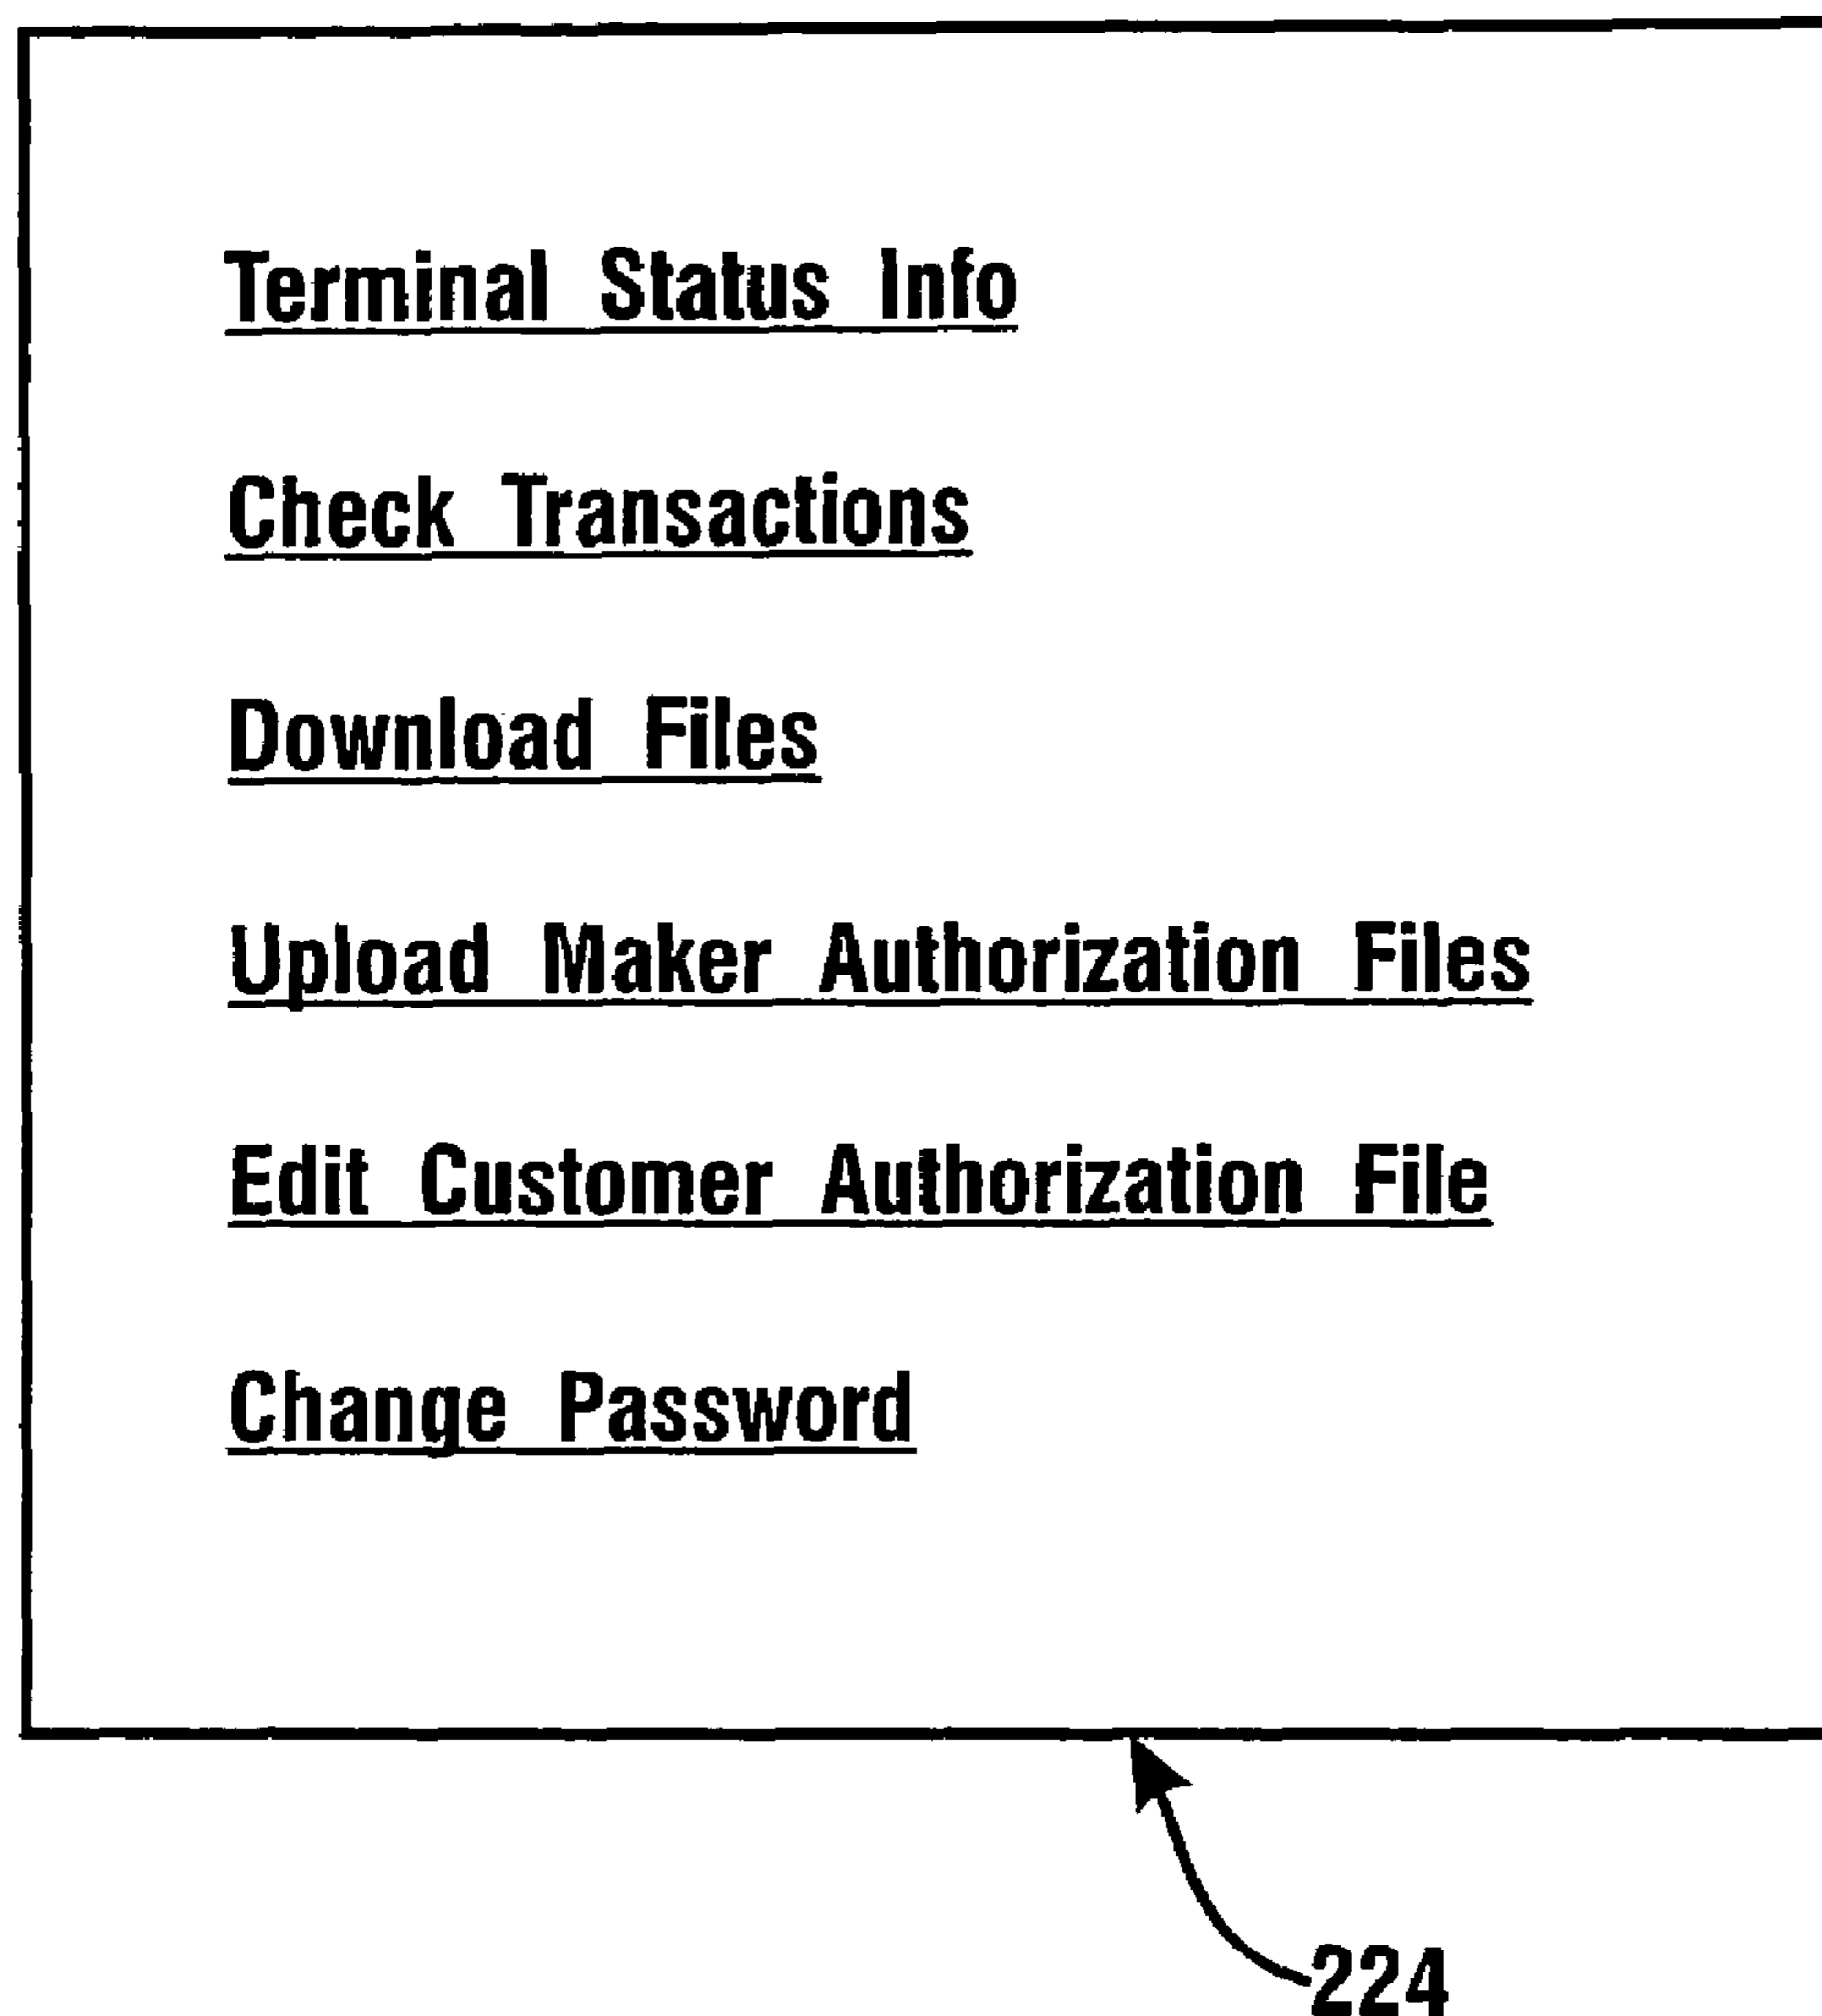 Terminal Status Info
Check Transactions
Download Files
Upload Maker Authorization Files
Edit Customer Authorization File
Change Password
224